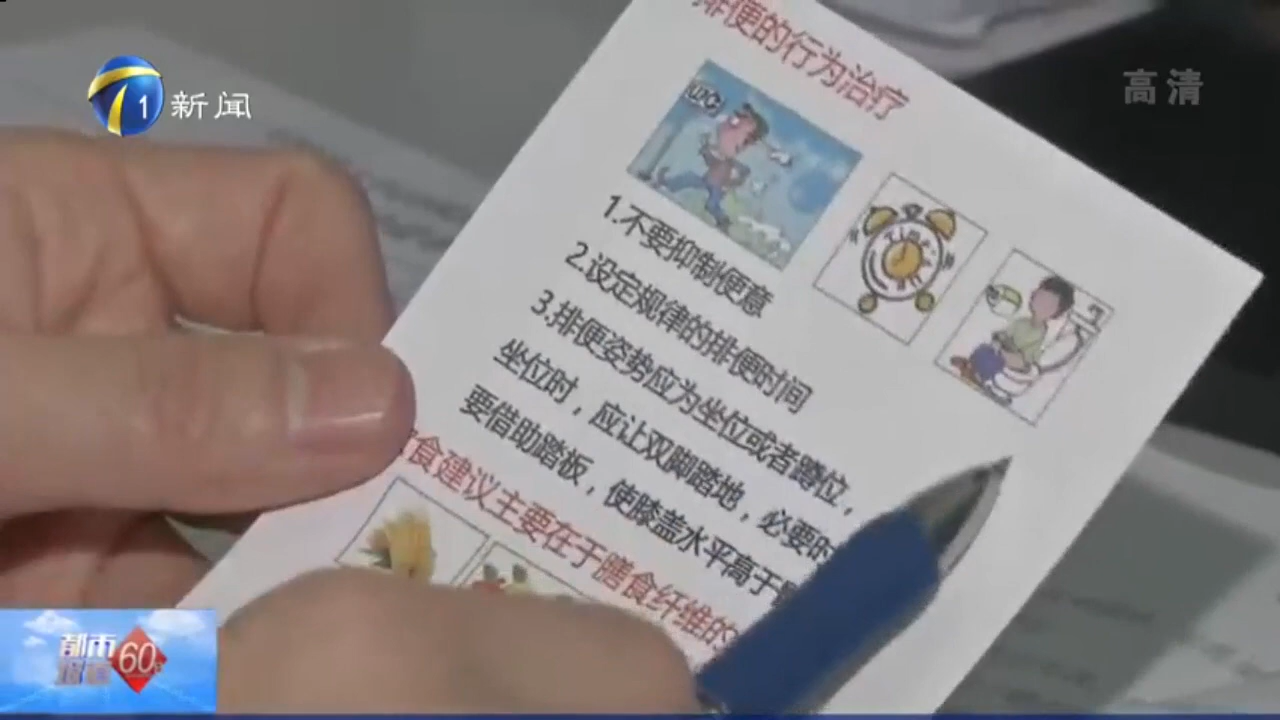 1 新闻
高清
排便的行为治疗
1.不要抑制便意
2.设定规律的排便时间
3.排便姿势应为坐位或者蹲位，
坐位时，应让双脚踏地，必要时
要借助踏板，使膝盖水平高于
食建议主要在于膳食纤维的
都市
报道
60